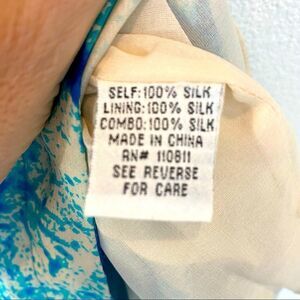 SELF:100% SILK
LINING:100% SILK
COMBO:100% SILK
MADE IN CHINA
RN# 110811
SEE REVERSE
FOR CARE